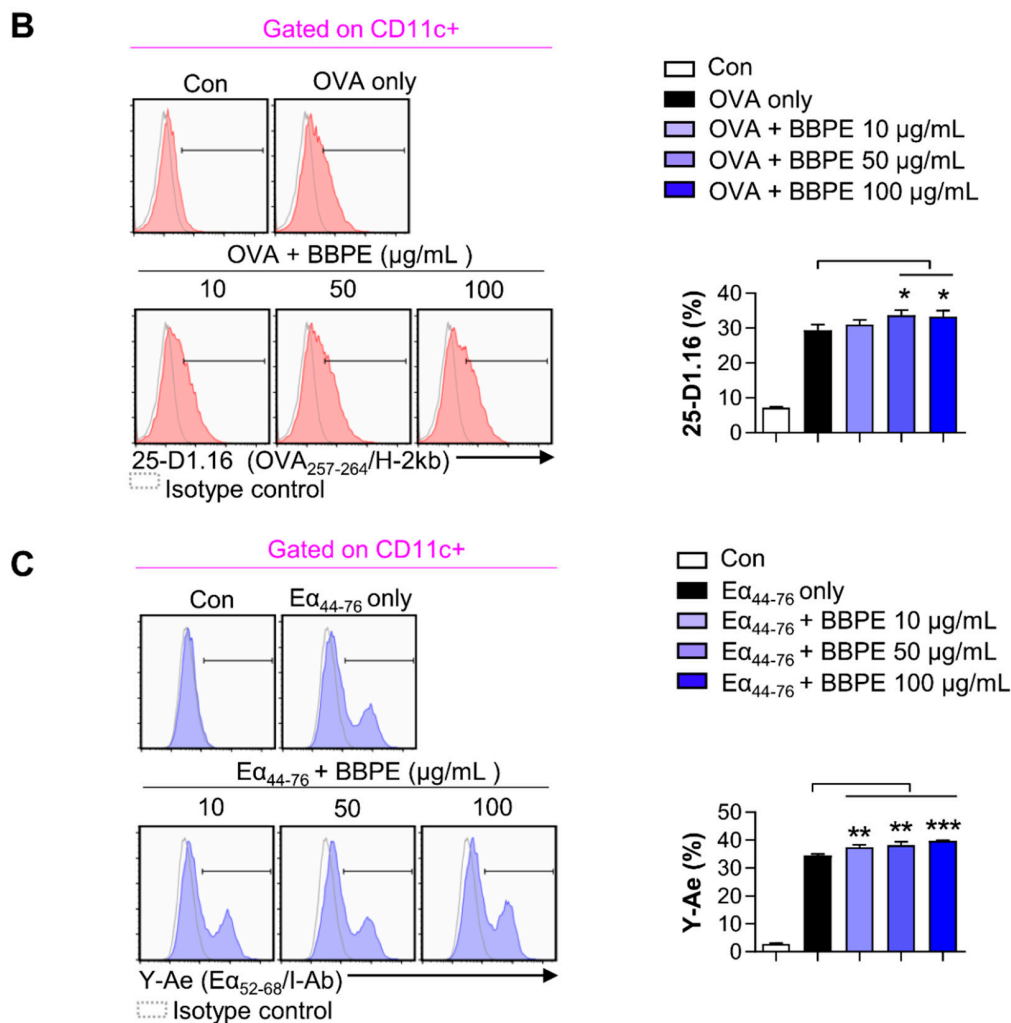 B
Gated on CD11c+
Con
OVA only
OVA + BBPE (μg/mL )
10
50
100
25-D1.16 (OVA257-264/H-2kb)
Isotype control
Con
OVA only
OVA + BBPE 10 μg/mL
OVA + BBPE 50 μg/mL
OVA + BBPE 100 μg/mL
25-D1.16 (%)
40
30
20
10
0
*
*
C
Gated on CD11c+
Con
Eα44-76 only
Eα44-76 + BBPE (μg/mL )
10
50
100
Y-Ae (Eα52-68/I-Ab)
Isotype control
Con
Eα44-76 only
Eα44-76 + BBPE 10 μg/mL
Eα44-76 + BBPE 50 μg/mL
Eα44-76 + BBPE 100 μg/mL
Y-Ae (%)
50
40
30
20
10
0
**
**
***